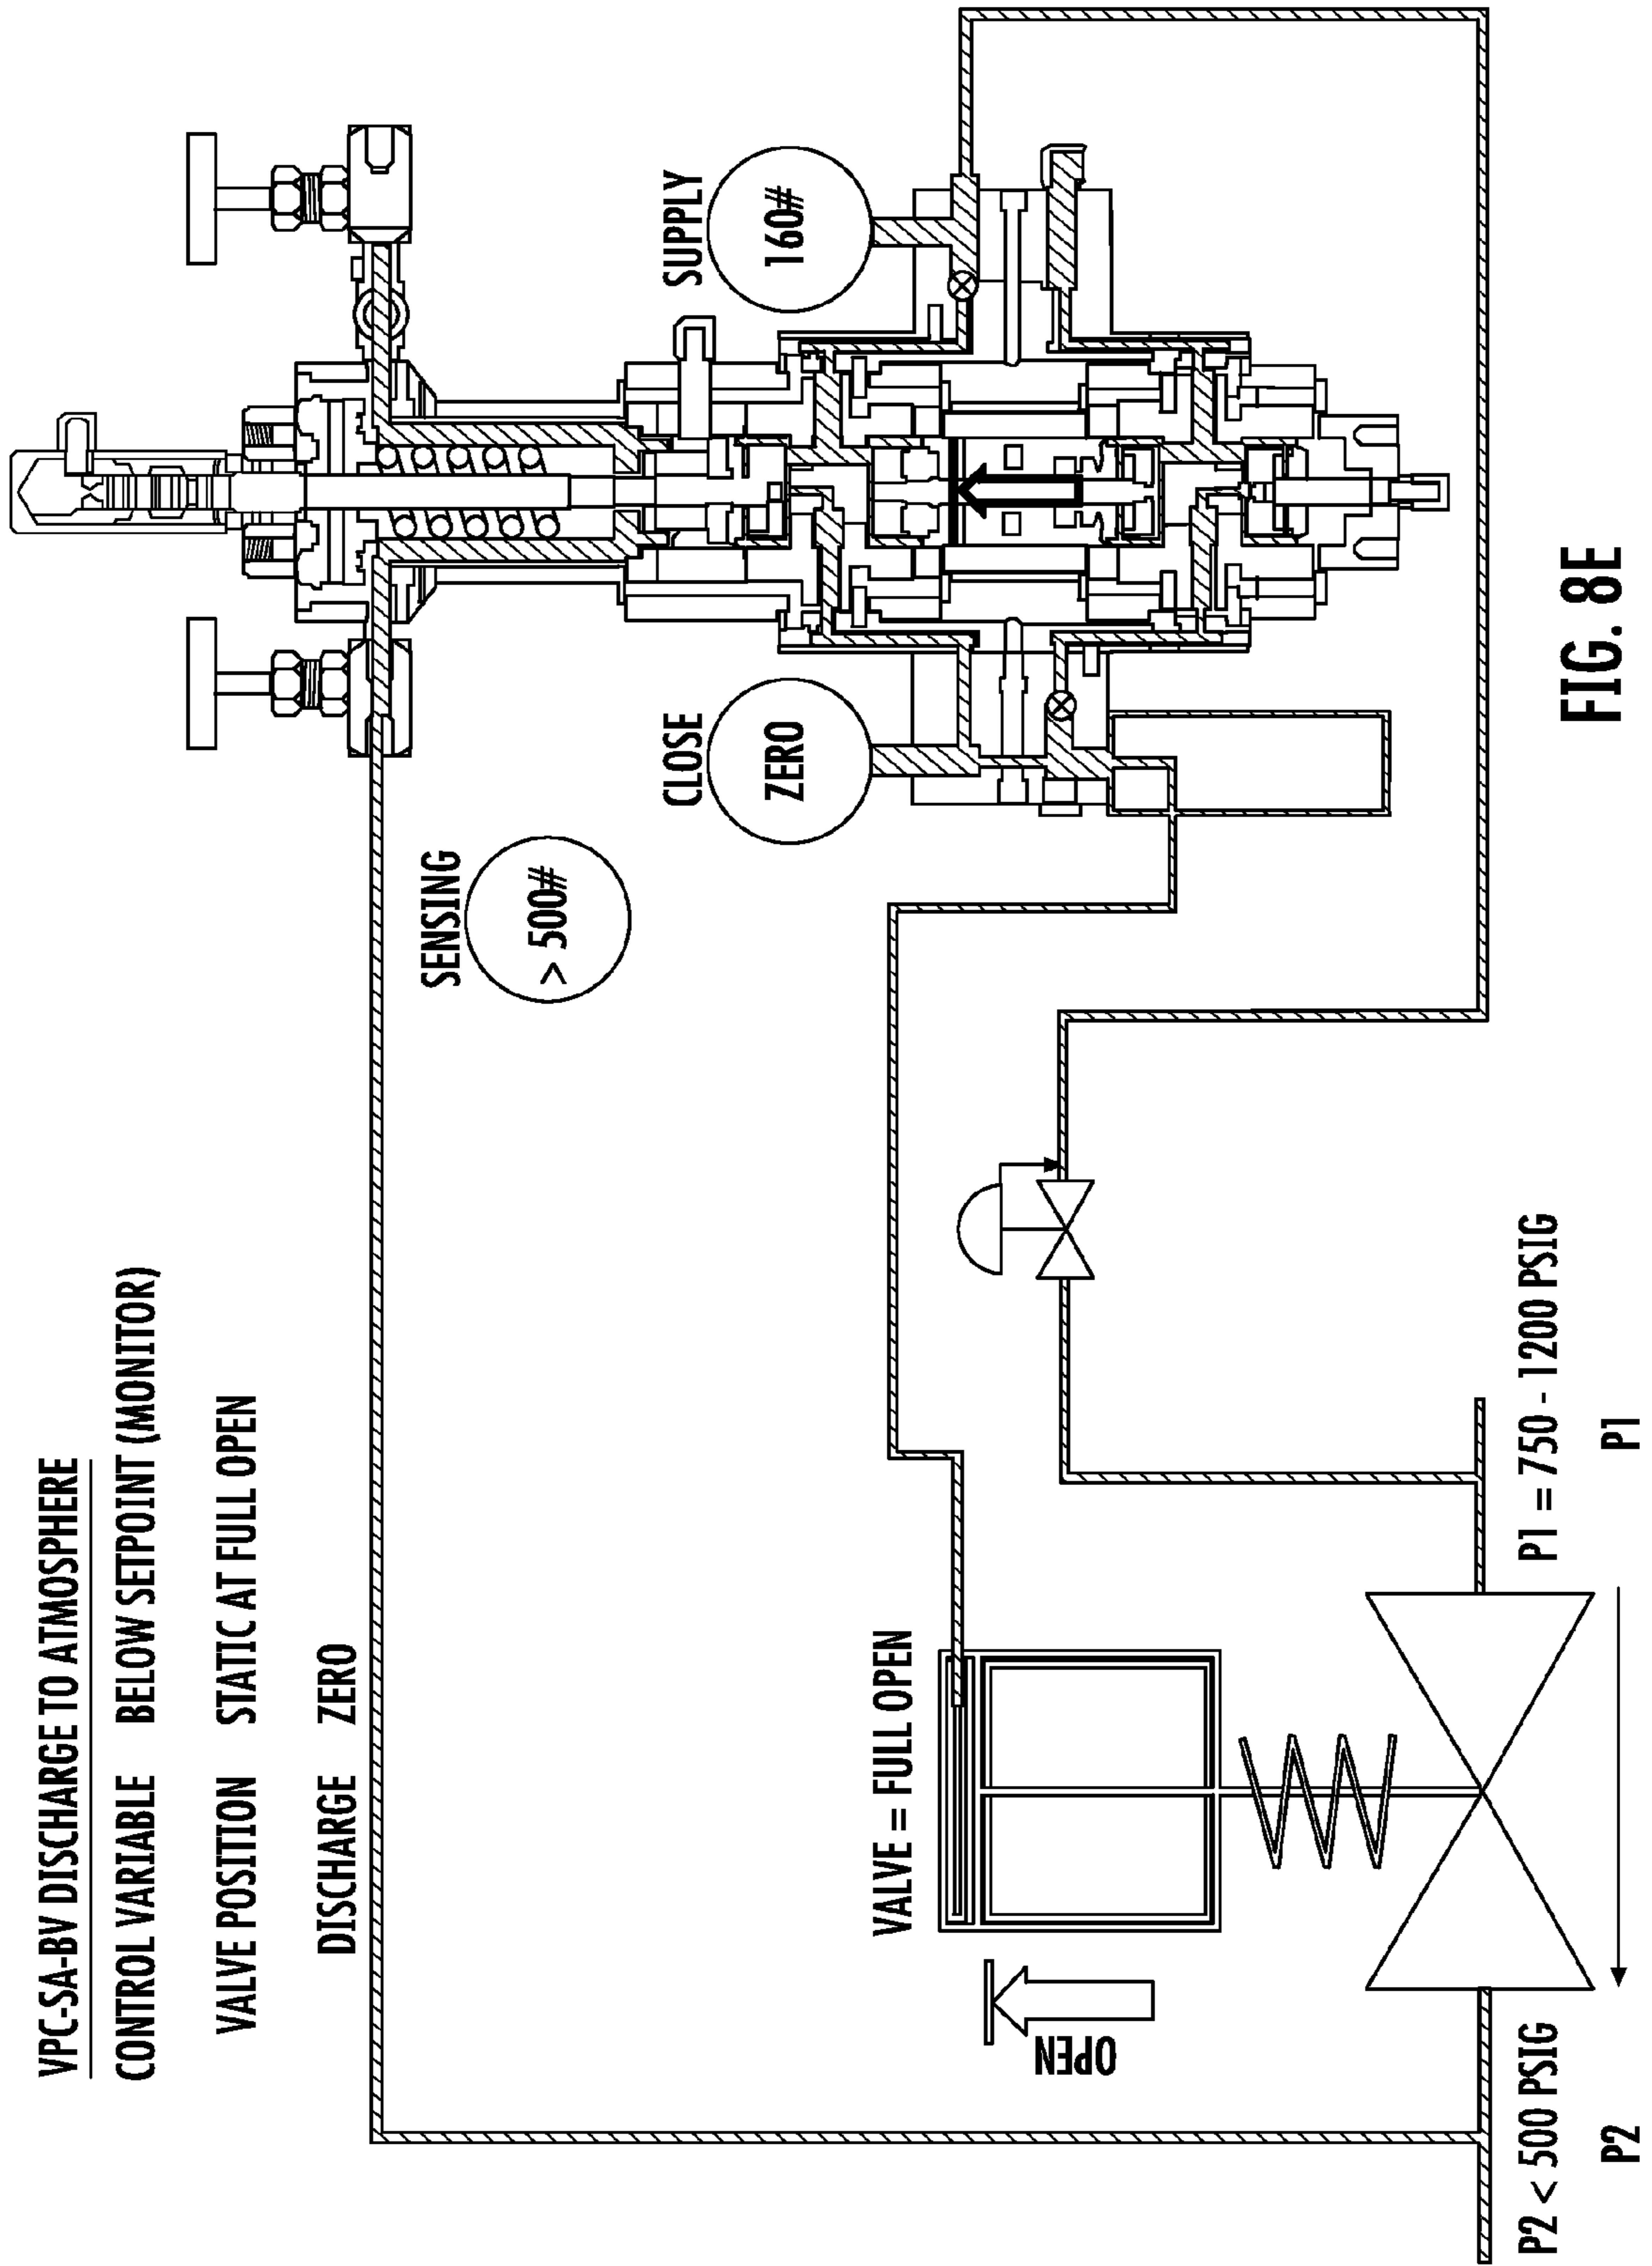 VPC-SA-BV DISCHARGE TO ATMOSPHERE
CONTROL VARIABLE BELOW SETPOINT (MONITOR)
VALVE POSITION STATIC AT FULL OPEN
DISCHARGE ZERO
SENSING
> 500#
CLOSE
ZERO
SUPPLY
160#
VALVE = FULL OPEN
OPEN
P2 < 500 PSIG
P1 = 750 - 1200 PSIG
P2
P1
FIG. 8E